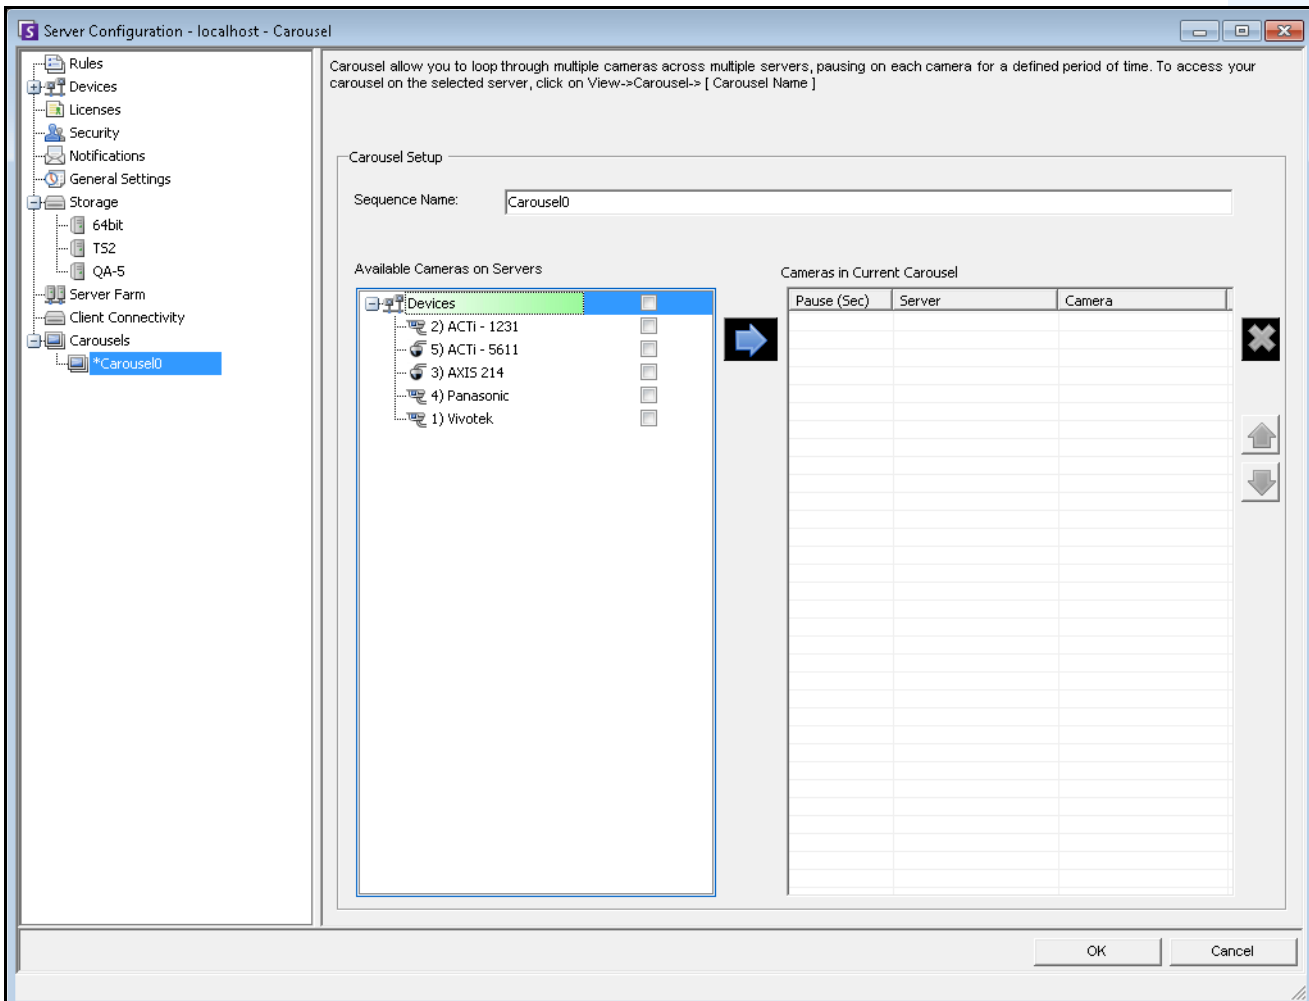 Server Configuration - localhost - Carousel
Rules
Devices
Licenses
Security
Notifications
General Settings
Storage
64bit
TS2
QA-5
Server Farm
Client Connectivity
Carousels
*Carousel0
Carousel allow you to loop through multiple cameras across multiple servers, pausing on each camera for a defined period of time. To access your
carousel on the selected server, click on View->Carousel-> [ Carousel Name ]
Carousel Setup
Sequence Name:
Carousel0
Available Cameras on Servers
Devices
2) ACTi - 1231
5) ACTi - 5611
3) AXIS 214
4) Panasonic
1) Vivotek
Cameras in Current Carousel
Pause (Sec) Server Camera
OK Cancel